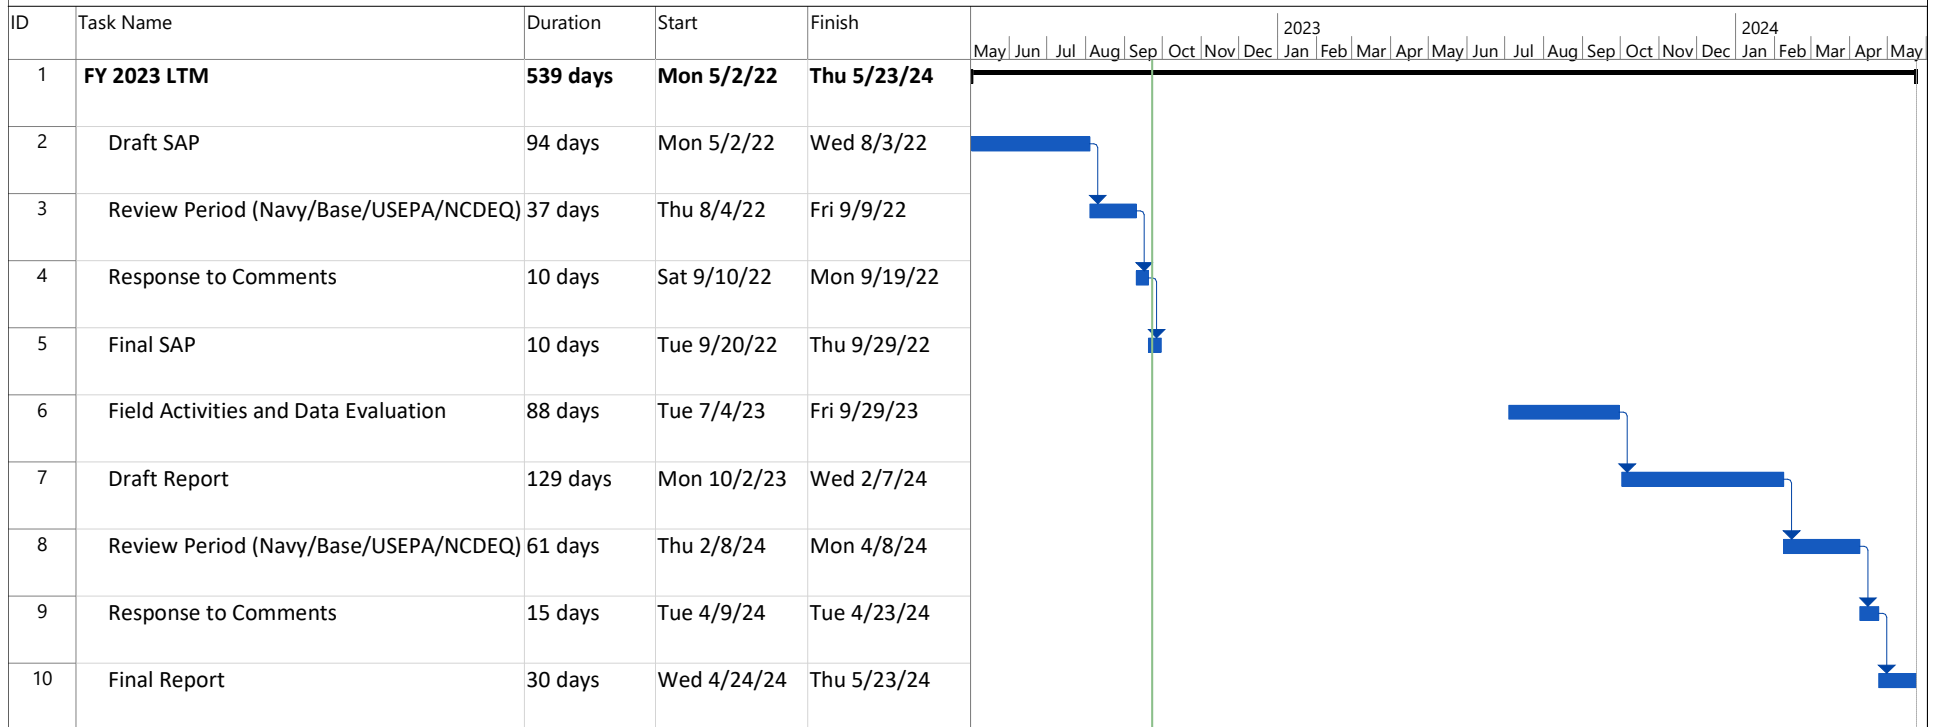 ID Task Name Duration Start Finish 2023 2024
May Jun Jul Aug Sep Oct Nov Dec Jan Feb Mar Apr May Jun Jul Aug Sep Oct Nov Dec Jan Feb Mar Apr May
1 FY 2023 LTM 539 days Mon 5/2/22 Thu 5/23/24
2 Draft SAP 94 days Mon 5/2/22 Wed 8/3/22
3 Review Period (Navy/Base/USEPA/NCDEQ) 37 days Thu 8/4/22 Fri 9/9/22
4 Response to Comments 10 days Sat 9/10/22 Mon 9/19/22
5 Final SAP 10 days Tue 9/20/22 Thu 9/29/22
6 Field Activities and Data Evaluation 88 days Tue 7/4/23 Fri 9/29/23
7 Draft Report 129 days Mon 10/2/23 Wed 2/7/24
8 Review Period (Navy/Base/USEPA/NCDEQ) 61 days Thu 2/8/24 Mon 4/8/24
9 Response to Comments 15 days Tue 4/9/24 Tue 4/23/24
10 Final Report 30 days Wed 4/24/24 Thu 5/23/24